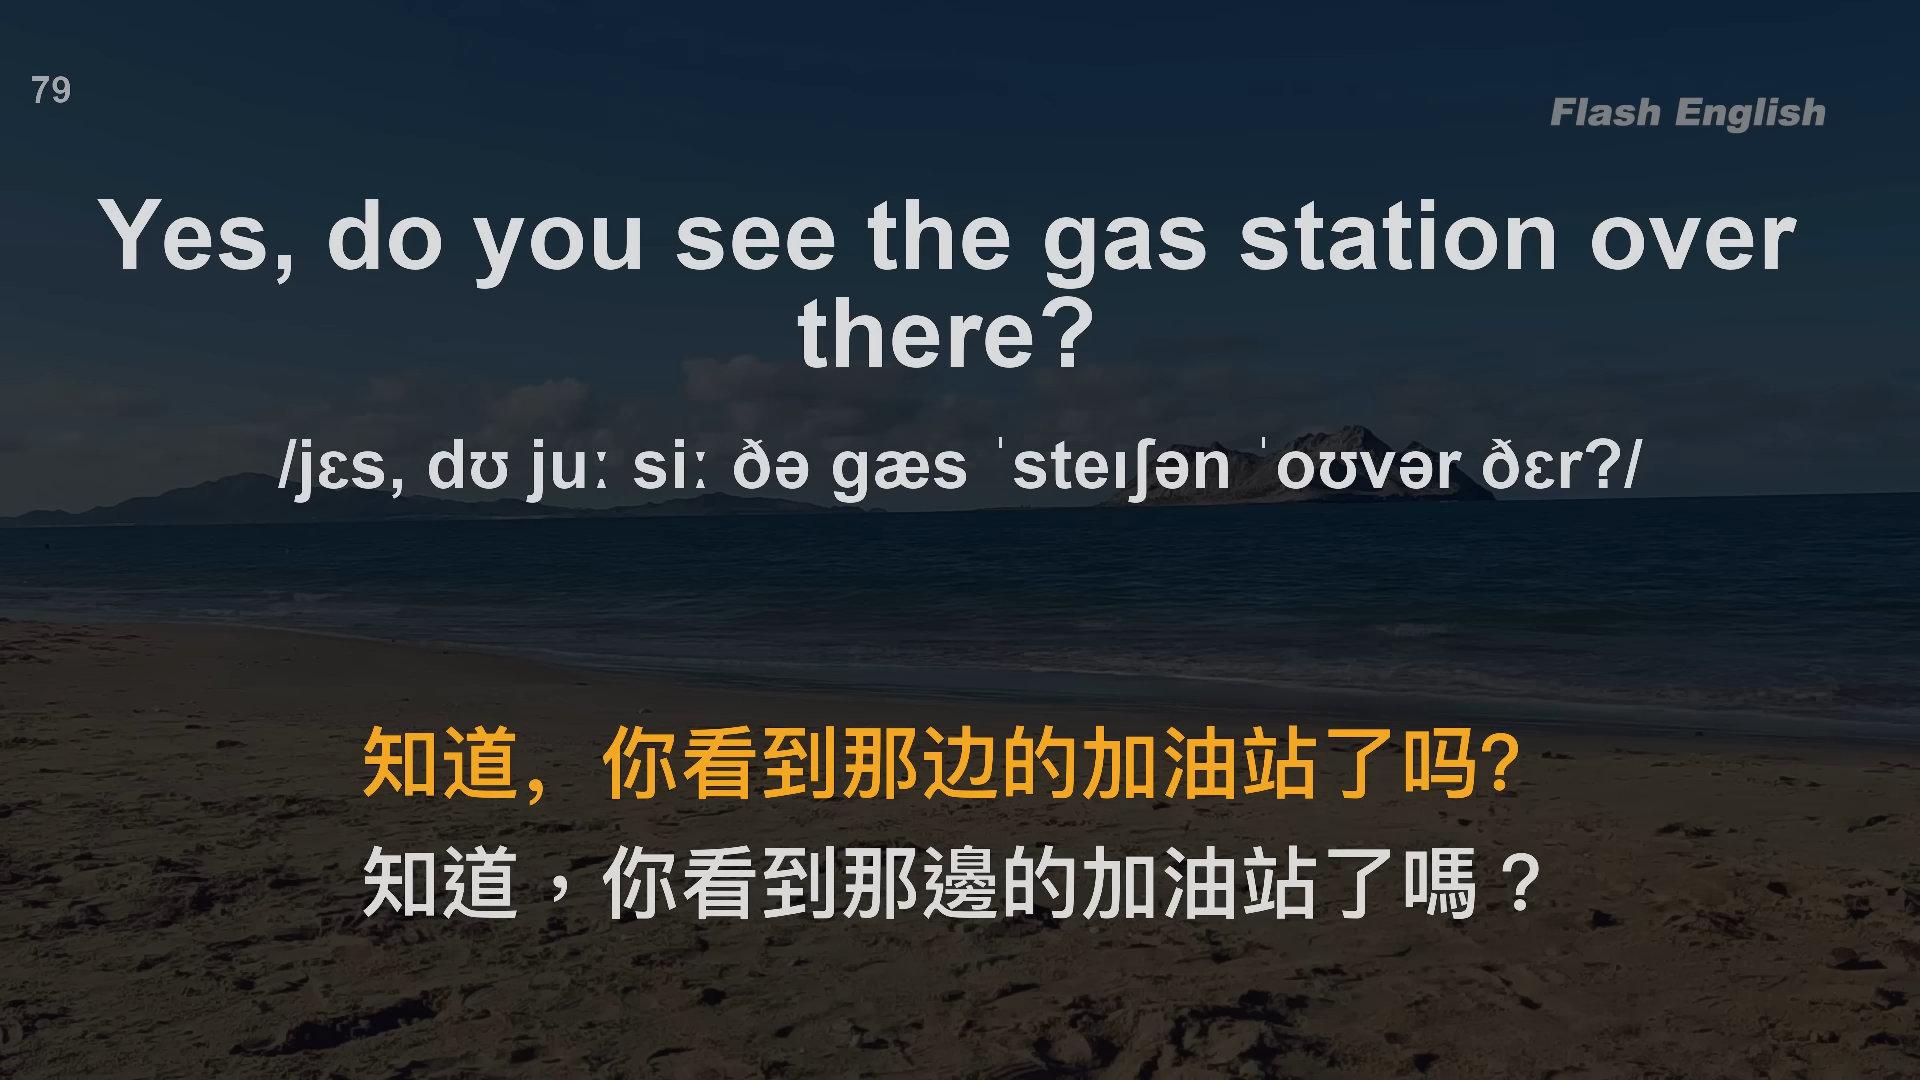 79
Flash English
Yes, do you see the gas station over
there?
/jɛs, dʊ juː siː ðə ɡæs ˈsteɪʃən ˈoʊvər ðɛr?/
知道，你看到那边的加油站了吗？
知道，你看到那邊的加油站了嗎？